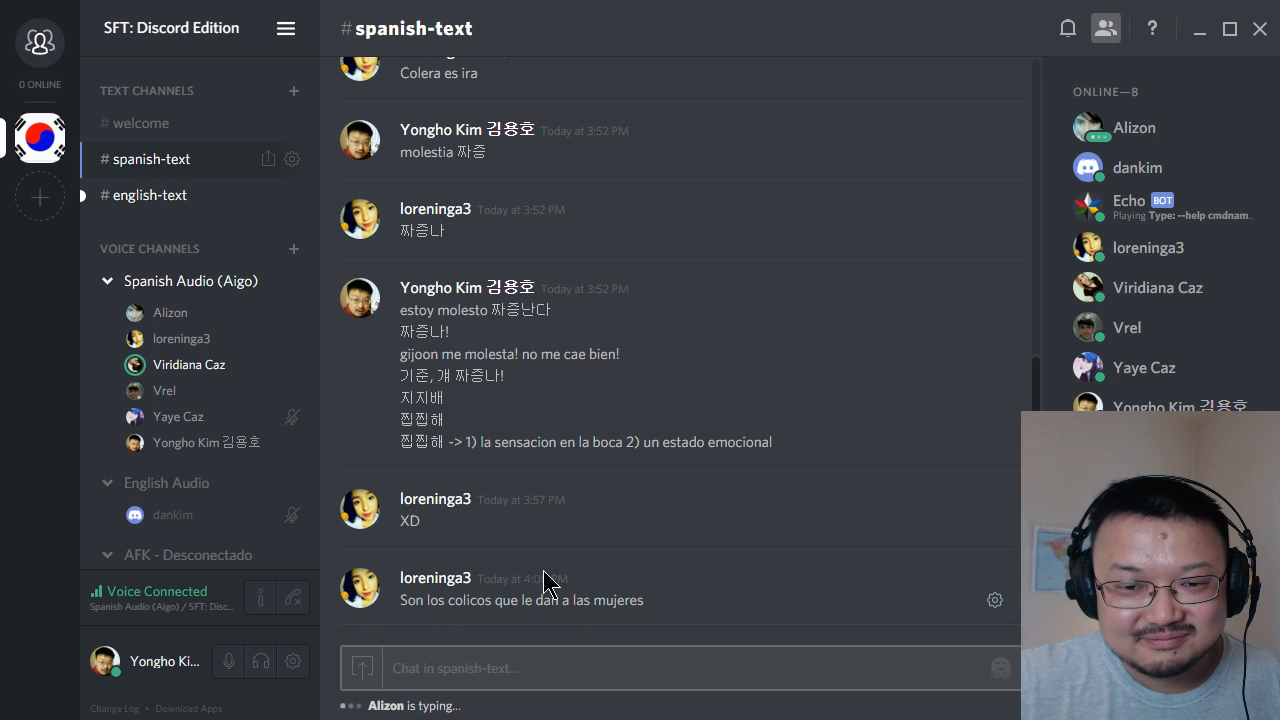 SFT: Discord Edition
#spanish-text
0 ONLINE
TEXT CHANNELS
# welcome
# spanish-text
# english-text
VOICE CHANNELS
Spanish Audio (Aigo)
Alizon
loreninga3
Viridiana Caz
Vrel
Yaye Caz
Yongho Kim 김용호
English Audio
dankim
AFK - Desconectado
Voice Connected
Spanish Audio (Aigo) / SFT: Disc...
Yongho Ki...
Change Log • Download Apps
Colera es ira
Yongho Kim 김용호 Today at 3:52 PM
molestia 짜증
loreninga3 Today at 3:52 PM
짜증나
Yongho Kim 김용호 Today at 3:52 PM
estoy molesto 짜증난다
짜증나!
gijoon me molesta! no me cae bien!
기준, 걔 짜증나!
지지배
찝찝해
찝찝해 -> 1) la sensacion en la boca 2) un estado emocional
loreninga3 Today at 3:57 PM
XD
loreninga3 Today at
Son los colicos que le dan a las mujeres
Chat in spanish-text...
Alizon is typing...
ONLINE—8
Alizon
dankim
Echo BOT
Playing Type: --help cmdnam..
loreninga3
Viridiana Caz
Vrel
Yaye Caz
Yongho Kim 김용호